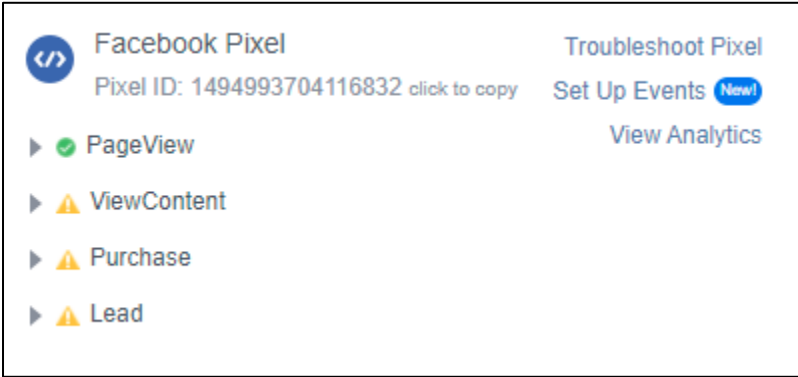 Facebook Pixel
Pixel ID: 1494993704116832 click to copy
Troubleshoot Pixel
Set Up Events New!
View Analytics
PageView
ViewContent
Purchase
Lead